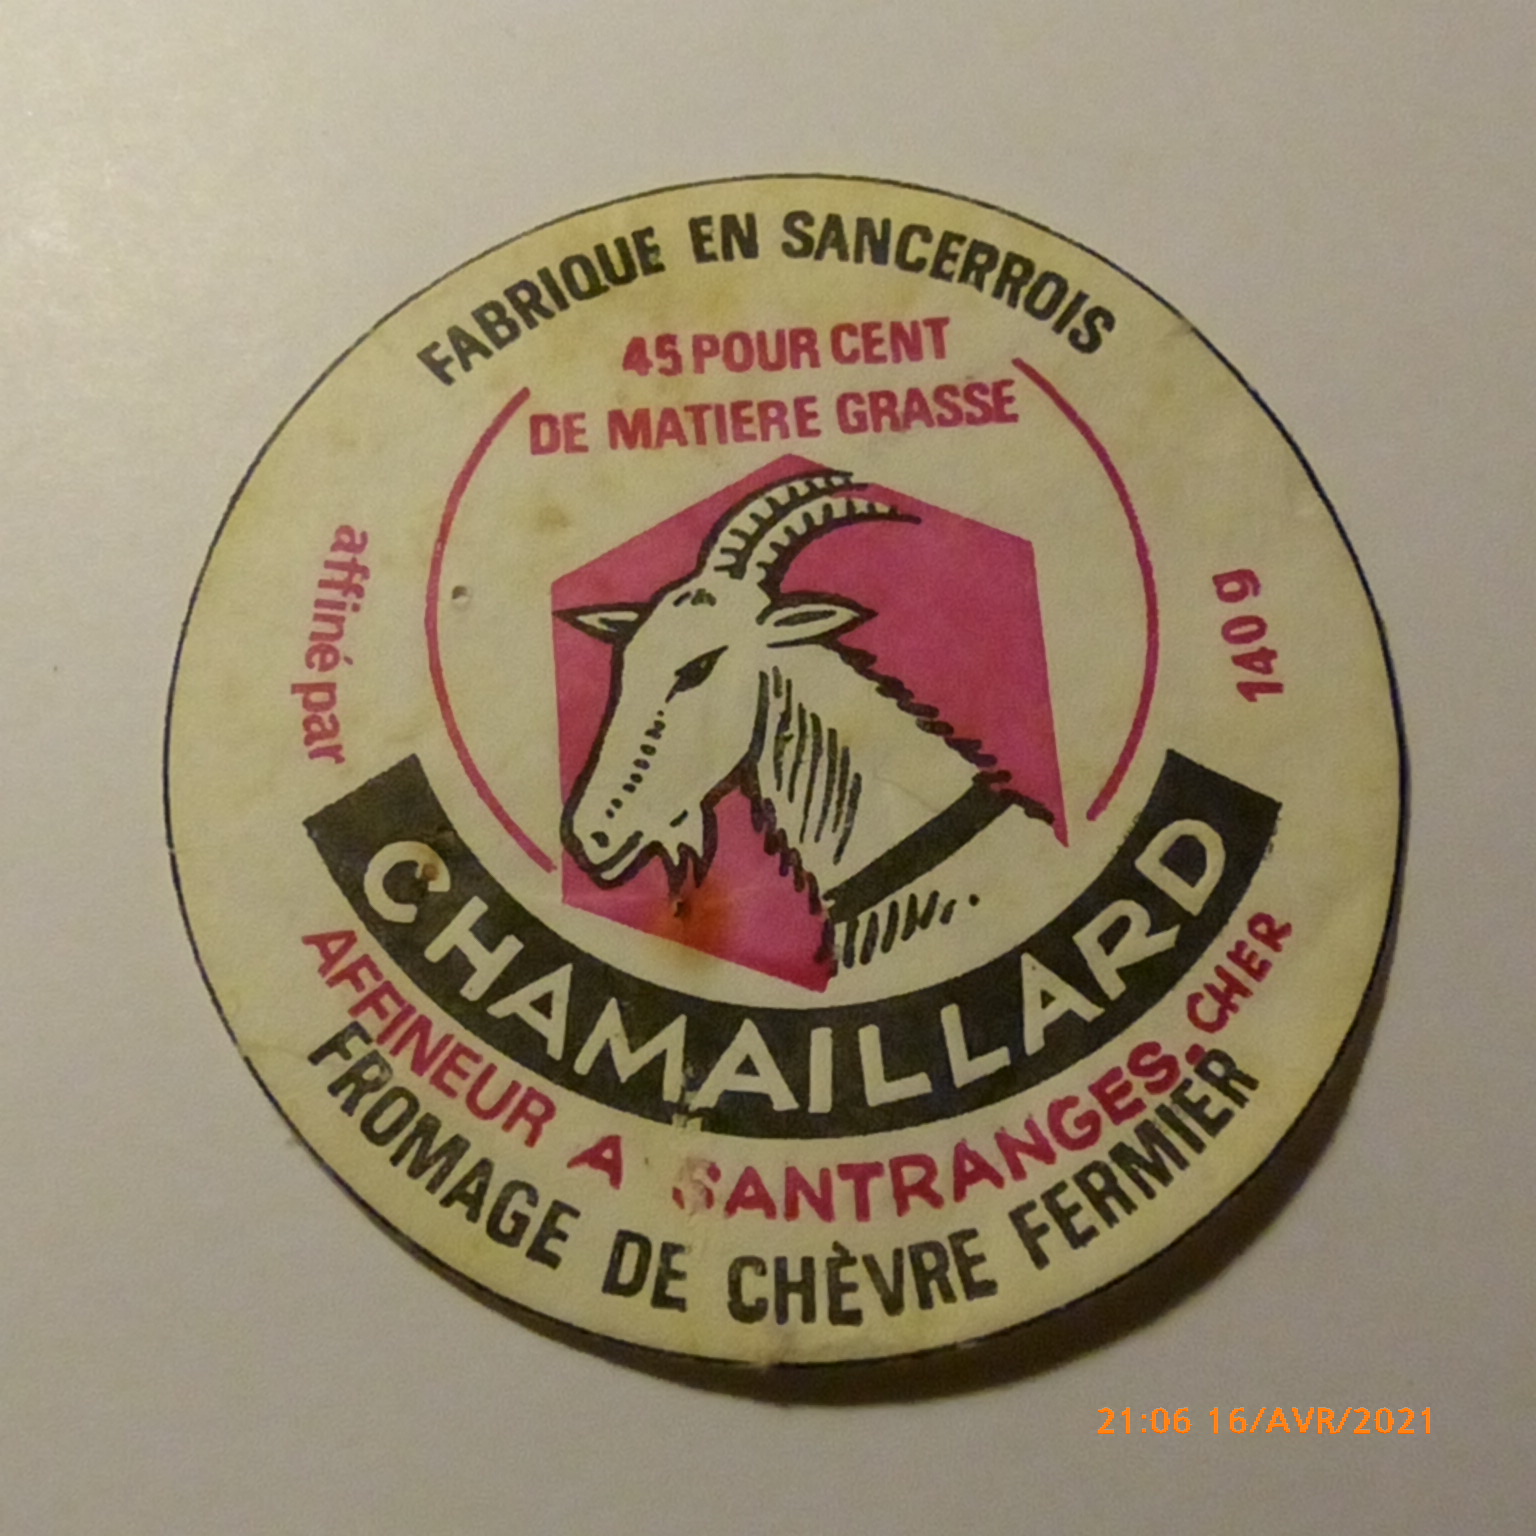 FABRIQUE EN SANCERROIS
45 POUR CENT
DE MATIERE GRASSE
affiné par
140 g
CHAMAILLARD
AFFINEUR A SANTRANGES. CHER
FROMAGE DE CHÈVRE FERMIER
21:06 16/AVR/2021